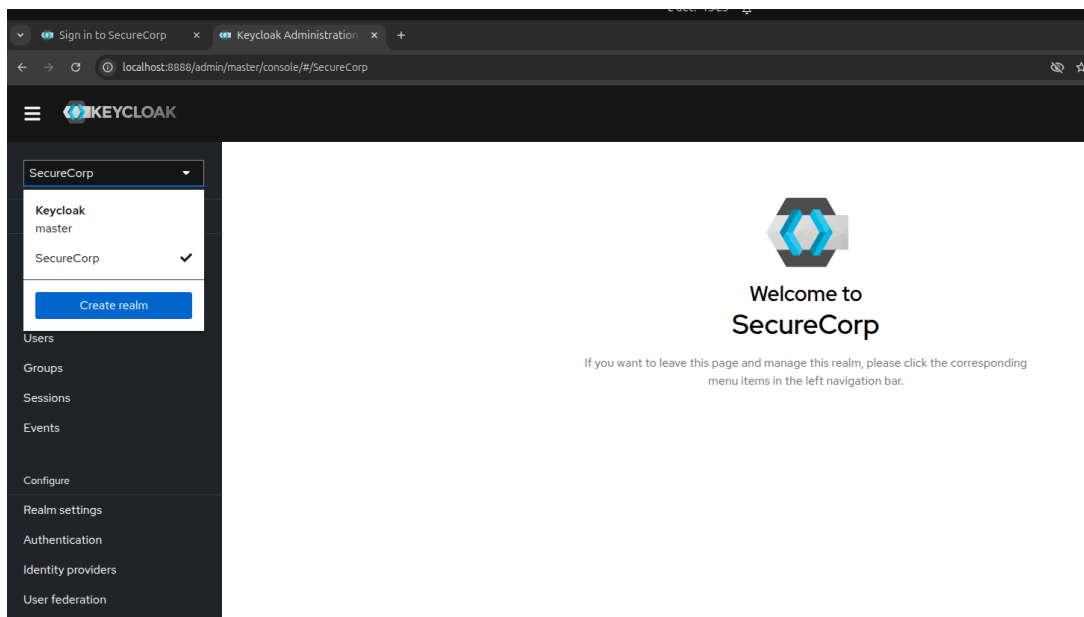 Sign in to SecureCorp
Keycloak Administration
localhost:8888/admin/master/console/#/SecureCorp
KEYCLOAK
SecureCorp
Keycloak
master
SecureCorp
Create realm
Users
Groups
Sessions
Events
Configure
Realm settings
Authentication
Identity providers
User federation
Welcome to
SecureCorp
If you want to leave this page and manage this realm, please click the corresponding
menu items in the left navigation bar.